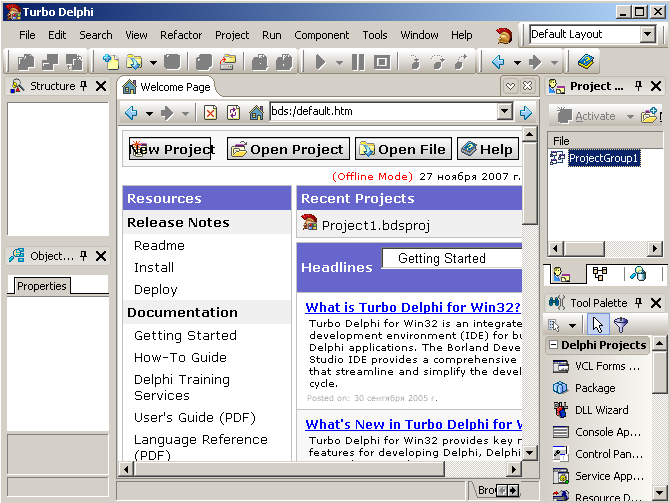 Turbo Delphi
File Edit Search View Refactor Project Run Component Tools Window Help
Default Layout
Structure
Welcome Page
bds:/default.htm
New Project Open Project Open File Help
(Offline Mode) 27 ноября 2007 г.
Resources
Release Notes
Readme
Install
Deploy
Documentation
Getting Started
How-To Guide
Delphi Training
Services
User's Guide (PDF)
Language Reference
(PDF)
Recent Projects
Project1.bdsproj
Headlines
Getting Started
What is Turbo Delphi for Win32?
Turbo Delphi for Win32 is an integrate
development environment (IDE) for bu
Delphi applications. The Borland Deve
Studio IDE provides a comprehensive
that streamline and simplify the devel
cycle.
Posted on: 30 сентября 2005 г.
What's New in Turbo Delphi for W
Turbo Delphi for Win32 provides key n
features for developing Delphi, Delphi
Bro
Object...
Properties
Project ...
Activate
File
ProjectGroup1
Tool Palette
Delphi Projects
VCL Forms ...
Package
DLL Wizard
Console Ap...
Control Pan...
Service App...
Resource D...